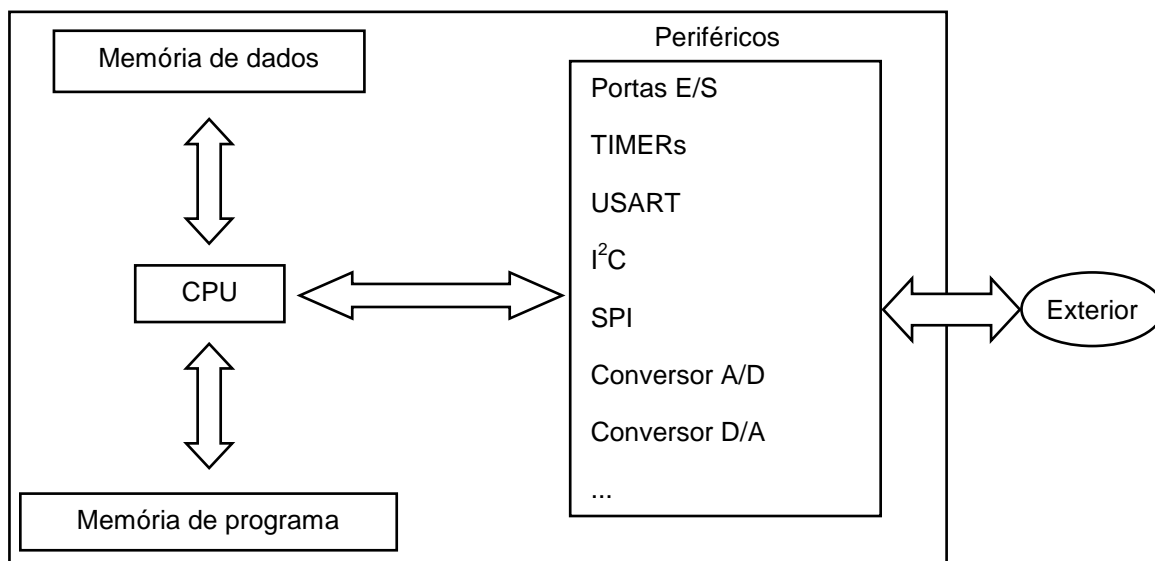 Memória de dados
CPU
Memória de programa
Periféricos
Portas E/S
TIMERs
USART
I²C
SPI
Conversor A/D
Conversor D/A
...
Exterior